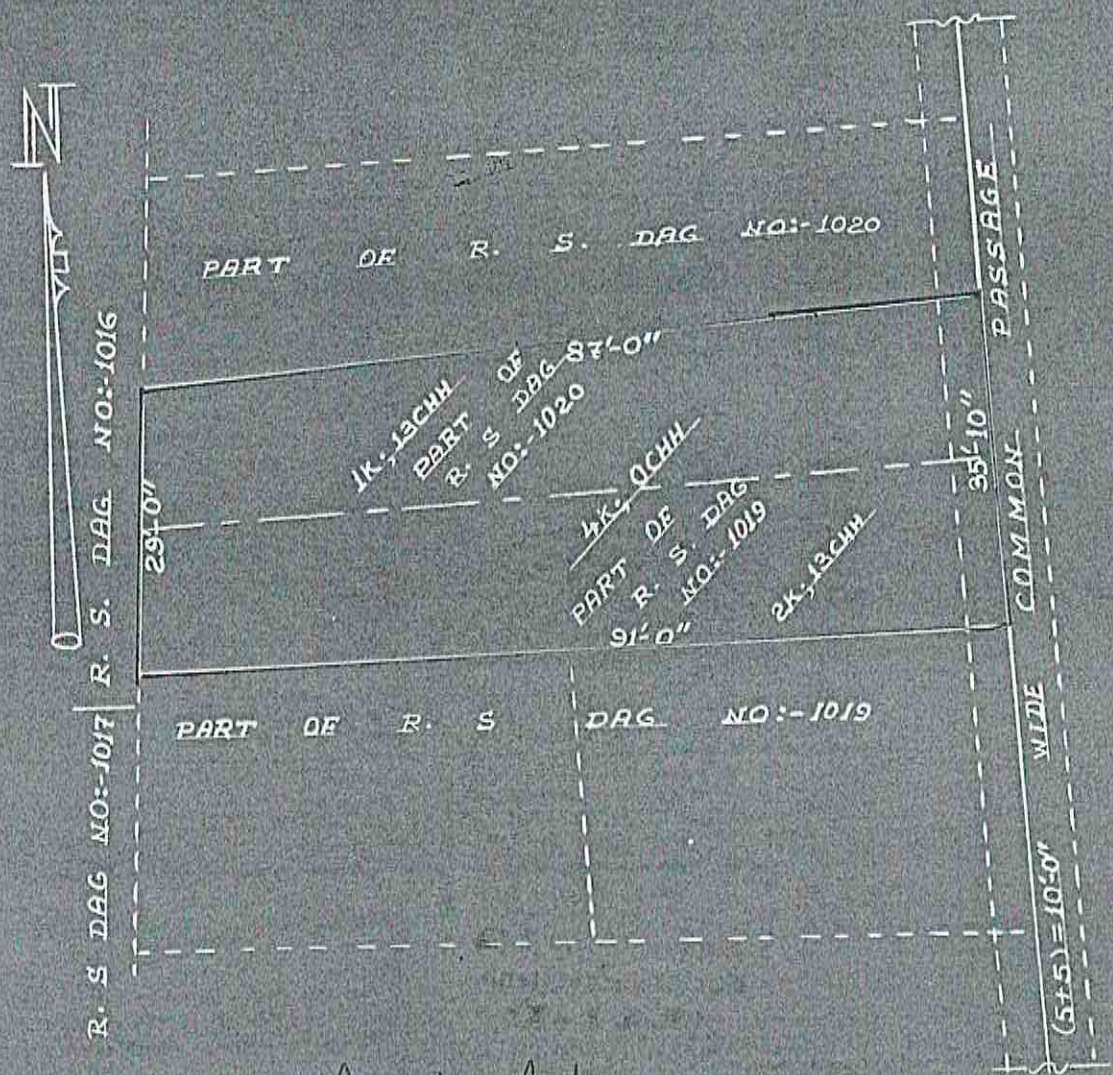 N
PART OF R. S. DAG NO:-1020
R. S. DAG NO:-1016
R. S DAG NO:-1017
87'-0"
1K:,13CHH
PART OF
R. S DAG
NO:-1020
29'-0"
4K:, 0CHH
PART OF
R. S. DAG
NO:-1019
2K:,13CHH
91'-0"
35'-10"
PART OF R. S DAG NO:-1019
(5+5)=10'-0" WIDE COMMON PASSAGE